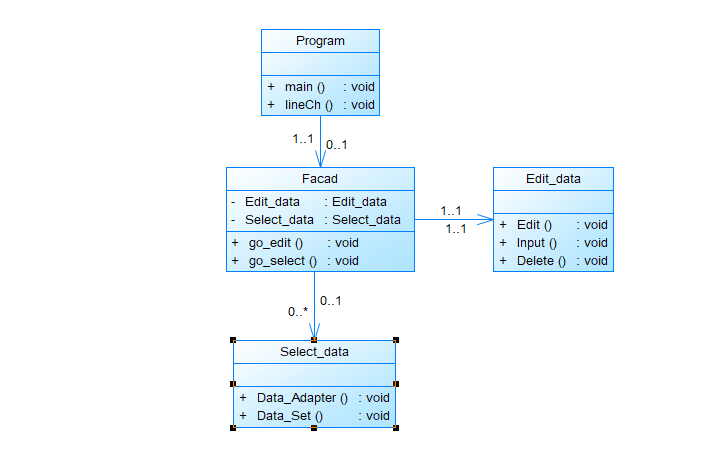 Program
+ main () : void
+ lineCh () : void
1..1
0..1
Facad
- Edit_data : Edit_data
- Select_data : Select_data
+ go_edit () : void
+ go_select () : void
1..1
1..1
Edit_data
+ Edit () : void
+ Input () : void
+ Delete () : void
0..1
0..*
Select_data
+ Data_Adapter () : void
+ Data_Set () : void